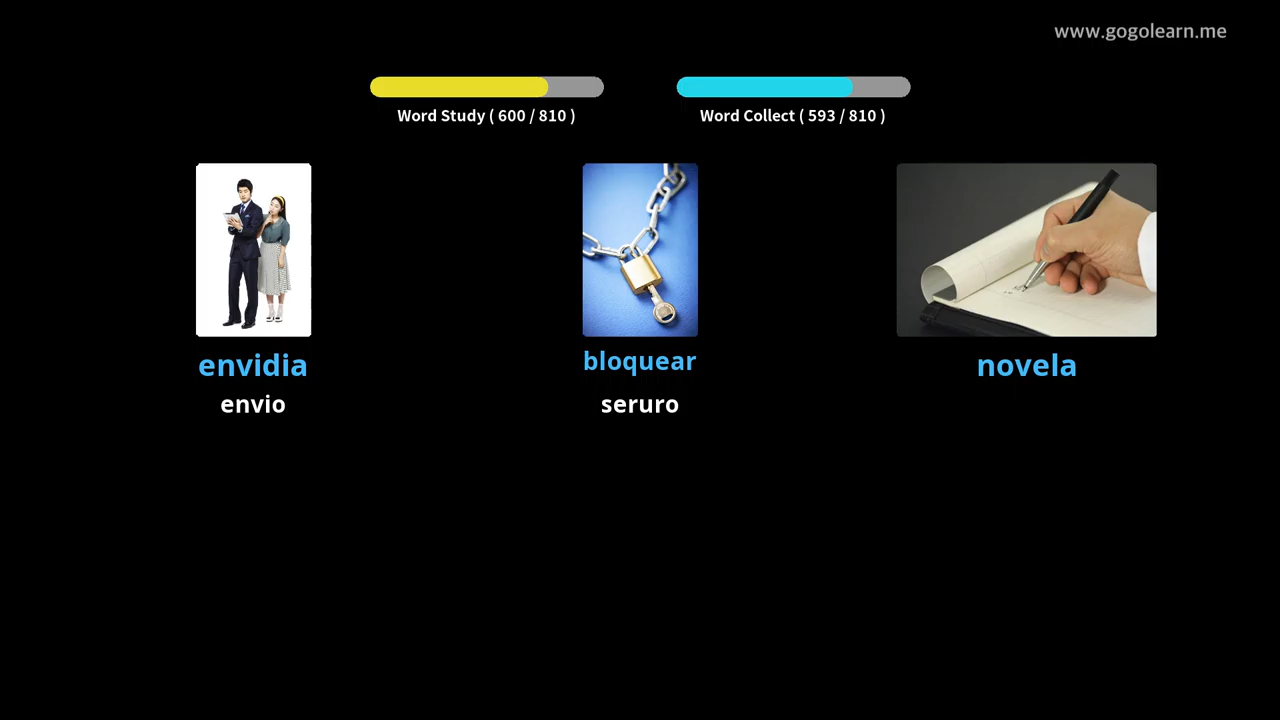 www.gogolearn.me
Word Study ( 600 / 810 )
Word Collect ( 593 / 810 )
envidia
bloquear
novela
envio
seruro